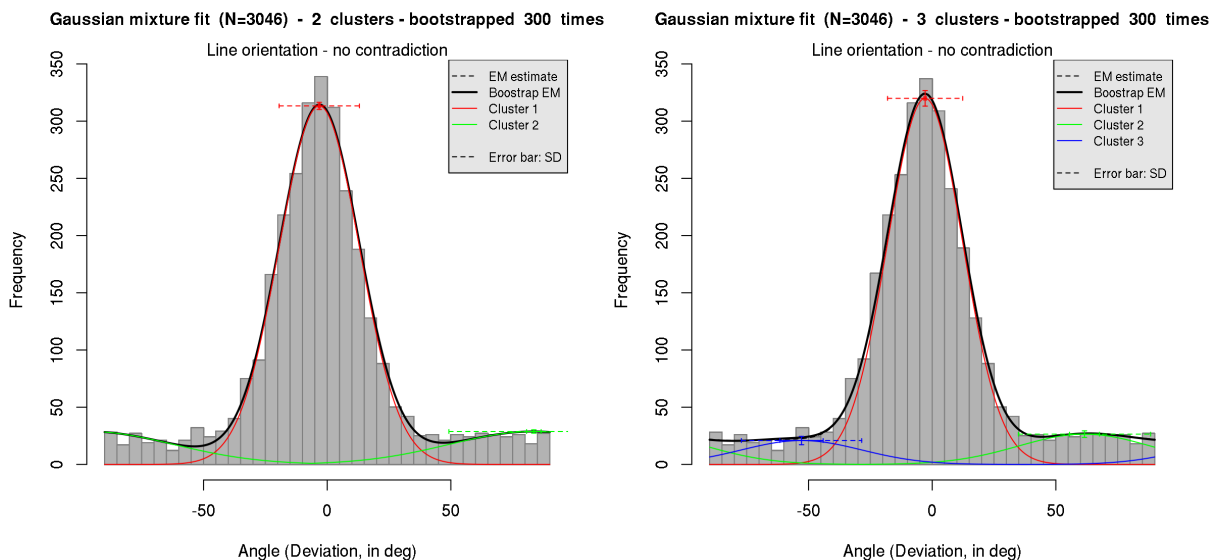 Gaussian mixture fit (N=3046) - 2 clusters - bootstrapped 300 times
Line orientation - no contradiction
EM estimate
Boostrap EM
Cluster 1
Cluster 2
Error bar: SD
Frequency
0
50
100
150
200
250
300
350
-50
0
50
Angle (Deviation, in deg)
Gaussian mixture fit (N=3046) - 3 clusters - bootstrapped 300 times
Line orientation - no contradiction
EM estimate
Boostrap EM
Cluster 1
Cluster 2
Cluster 3
Error bar: SD
Frequency
0
50
100
150
200
250
300
350
-50
0
50
Angle (Deviation, in deg)